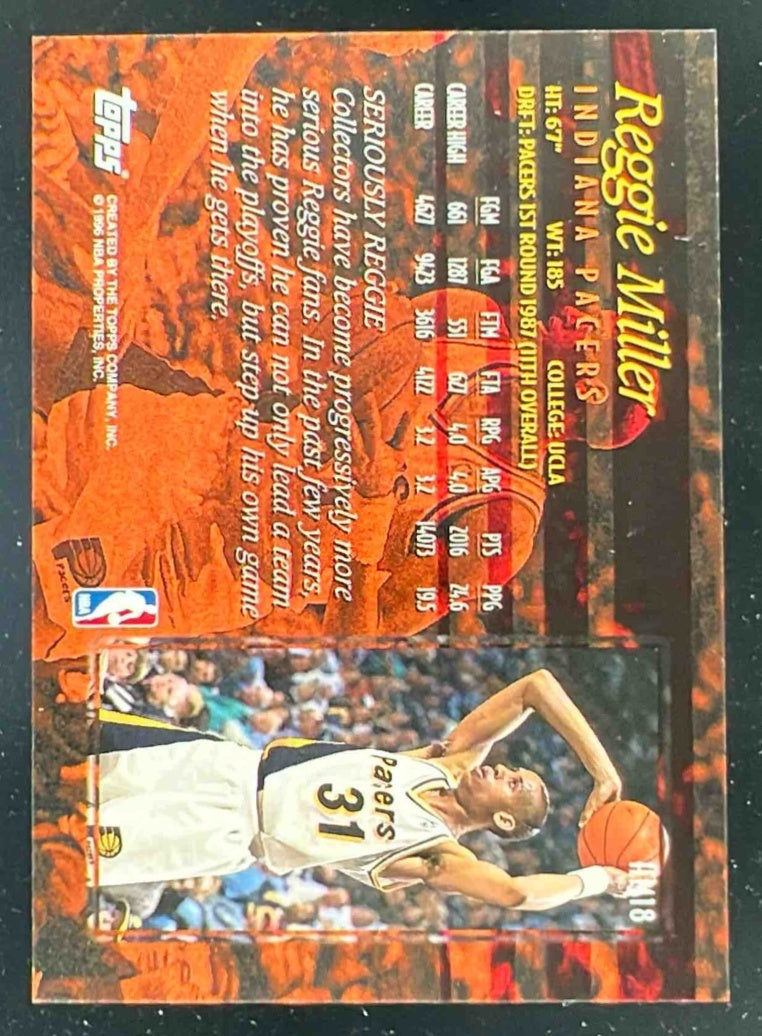 Reggie Miller
INDIANA PACERS
HT: 6'7" WT: 185 COLLEGE: UCLA
DRFT: PACERS 1ST ROUND 1987 (11TH OVERALL)
FGM FGA FTM FTA RPG APG PTS PPG
CAREER HIGH 661 1287 551 627 4.0 4.0 2016 24.6
CAREER 4627 9423 3616 4122 3.2 3.2 14073 19.5
SERIOUSLY REGGIE
Collectors have become progressively more
serious Reggie fans. In the past few years,
he has proven he can not only lead a team
into the playoffs, but step up his own game
when he gets there.
topps
CREATED BY THE TOPPS COMPANY, INC.
© 1996 NBA PROPERTIES, INC.
PACERS
NBA
HM18
Pacers
31